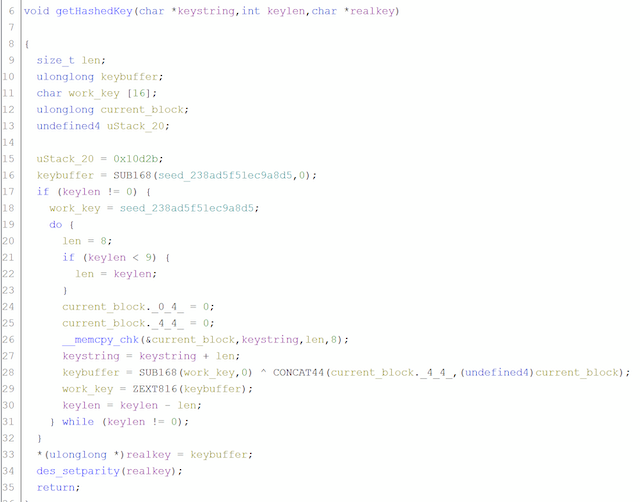 6 void getHashedKey(char *keystring,int keylen,char *realkey)
7
8 {
9 size_t len;
10 ulonglong keybuffer;
11 char work_key [16];
12 ulonglong current_block;
13 undefined4 uStack_20;
14
15 uStack_20 = 0x10d2b;
16 keybuffer = SUB168(seed_238ad5f51ec9a8d5,0);
17 if (keylen != 0) {
18 work_key = seed_238ad5f51ec9a8d5;
19 do {
20 len = 8;
21 if (keylen < 9) {
22 len = keylen;
23 }
24 current_block._0_4_ = 0;
25 current_block._4_4_ = 0;
26 __memcpy_chk(&current_block,keystring,len,8);
27 keystring = keystring + len;
28 keybuffer = SUB168(work_key,0) ^ CONCAT44(current_block._4_4_,(undefined4)current_block);
29 work_key = ZEXT816(keybuffer);
30 keylen = keylen - len;
31 } while (keylen != 0);
32 }
33 *(ulonglong *)realkey = keybuffer;
34 des_setparity(realkey);
35 return;